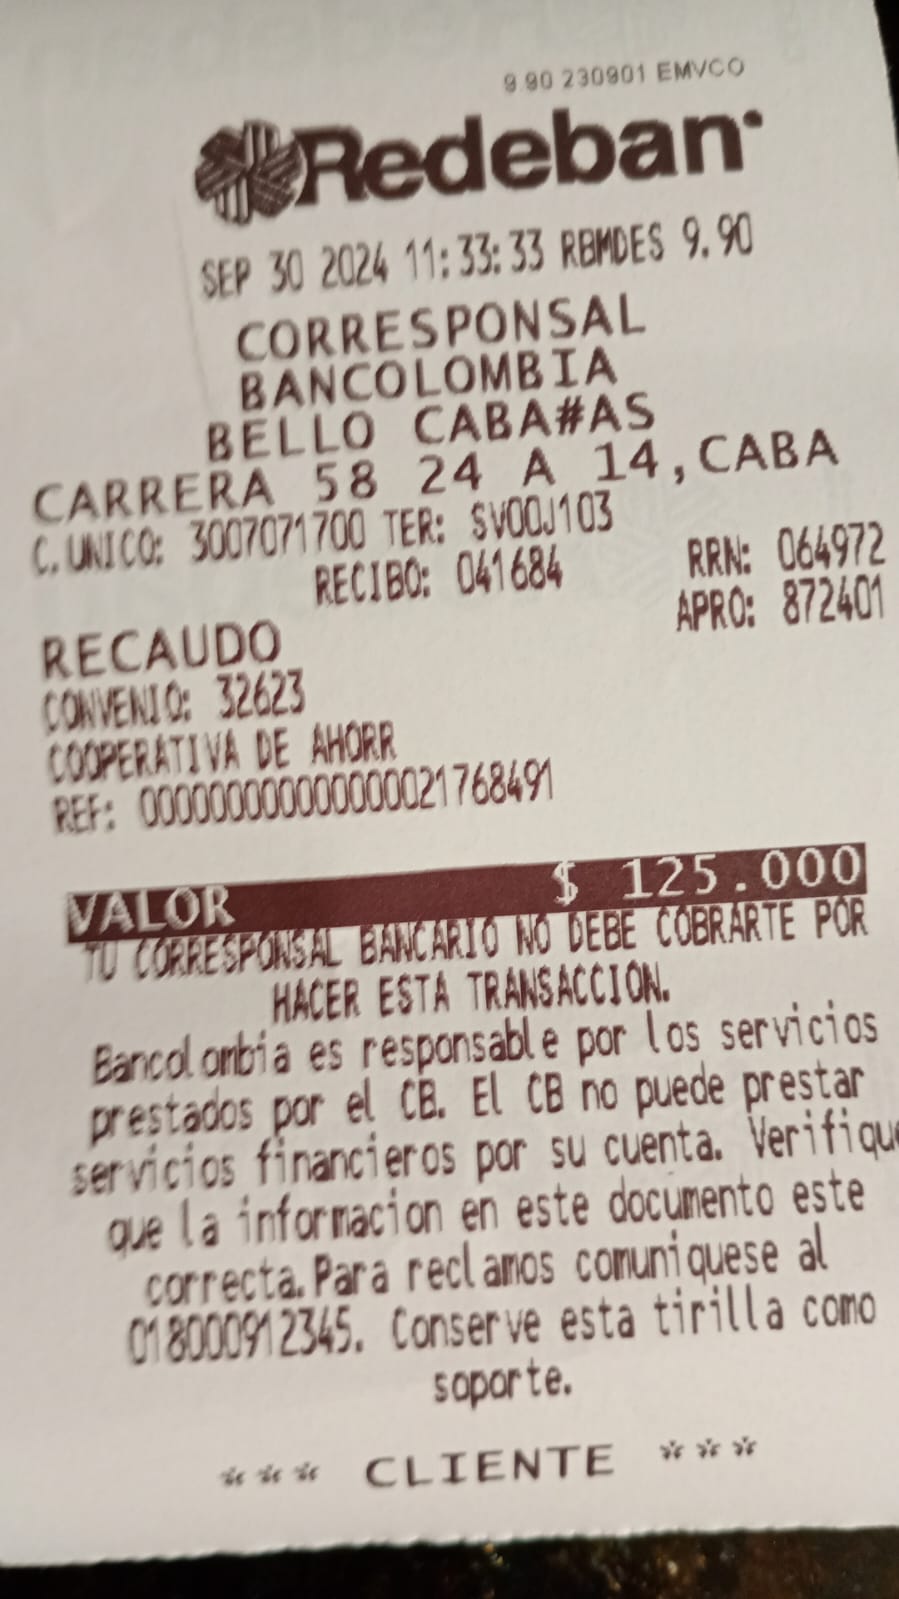 9.90 230901 EMVCO
Redeban
SEP 30 2024 11:33:33 RBMDES 9.90
CORRESPONSAL
BANCOLOMBIA
BELLO CABA#AS
CARRERA 58 24 A 14,CABA
C.UNICO: 3007071700 TER: SV00J103
RECIBO: 041684 RRN: 064972
APRO: 872401
RECAUDO
CONVENIO: 32623
COOPERATIVA DE AHORR
REF: 0000000000000000021768491
VALOR $ 125.000
TU CORRESPONSAL BANCARIO NO DEBE COBRARTE POR
HACER ESTA TRANSACCION.
Bancolombia es responsable por los servicios
prestados por el CB. El CB no puede prestar
servicios financieros por su cuenta. Verifique
que la informacion en este documento este
correcta.Para reclamos comuniquese al
018000912345. Conserve esta tirilla como
soporte.
*** CLIENTE ***